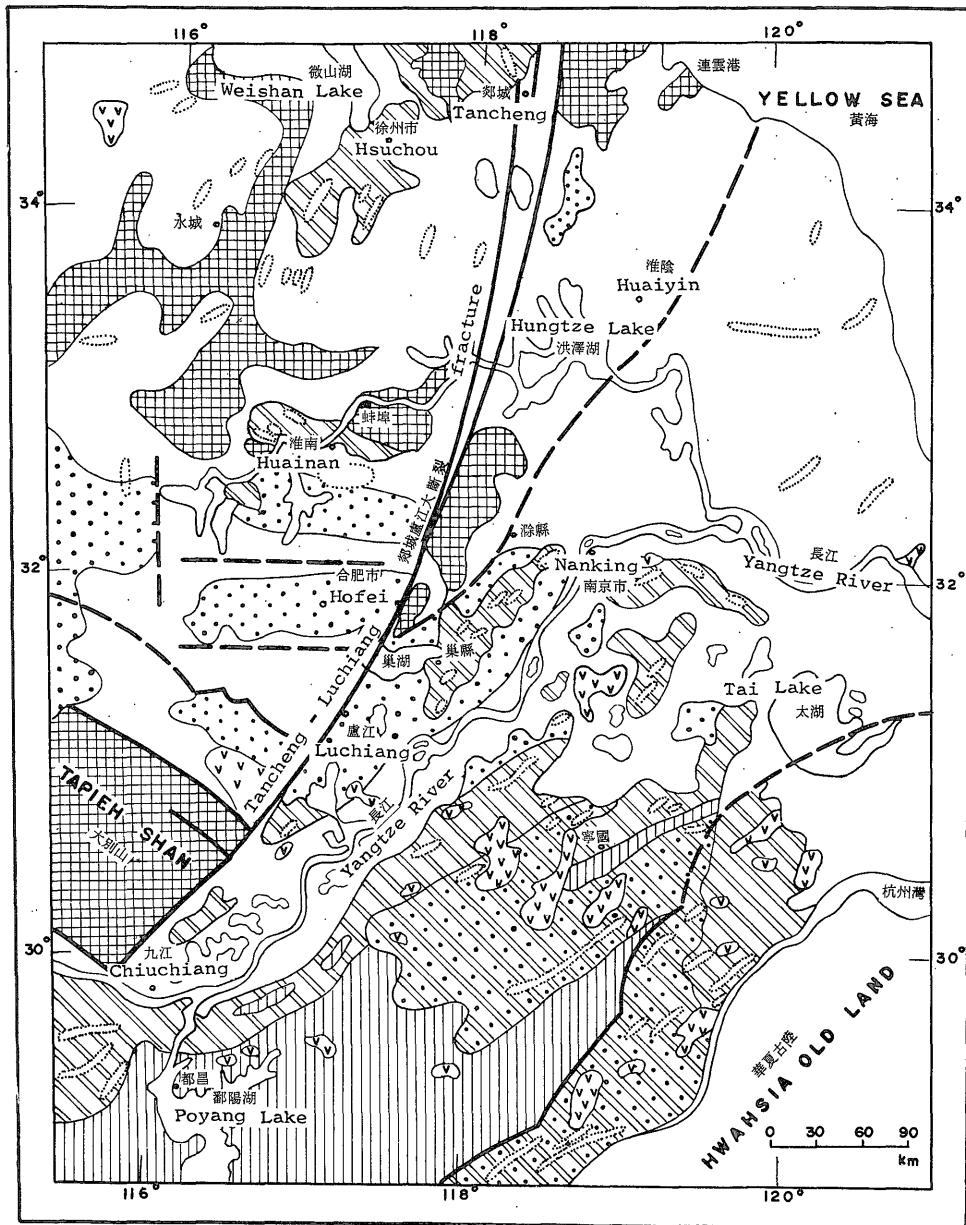 116°
118°
120°
微山湖
Weishan Lake
郯城
Tancheng
連雲港
YELLOW SEA
黃海
徐州市
Hsuchou
34°
34°
永城
淮陰
Huaiyin
fracture
Hungtze Lake
洪澤湖
蚌埠
淮南
Huainan
郯城盧江大斷裂
滁縣
32°
32°
合肥市
Hofei
Nanking
南京市
長江
Yangtze River
巢湖
巢縣
Luchiang
Tai Lake
太湖
盧江
Luchiang
Tancheng -
TAPIEH SHAN
大別山
長江
Yangtze River
寧國
杭州灣
30°
30°
九江
Chiuchiang
HWAHSIA OLD LAND
華夏古陸
都昌
鄱陽湖
Poyang Lake
0 30 60 90
km
116°
118°
120°